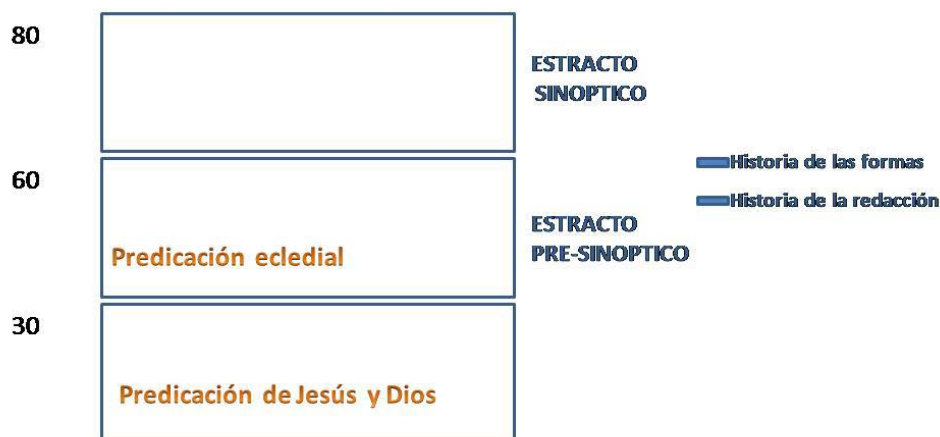 80
ESTRACTO
SINOPTICO
Historia de las formas
60
Historia de la redacción
ESTRACTO
PRE-SINOPTICO
Predicación ecledial
30
Predicación de Jesús y Dios